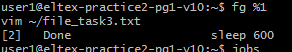 user1@eltex-practice2-pg1-v10:~$ fg %1
vim ~/file_task3.txt
[2]   Done                    sleep 600
user1@eltex-practice2-pg1-v10:~$ jobs